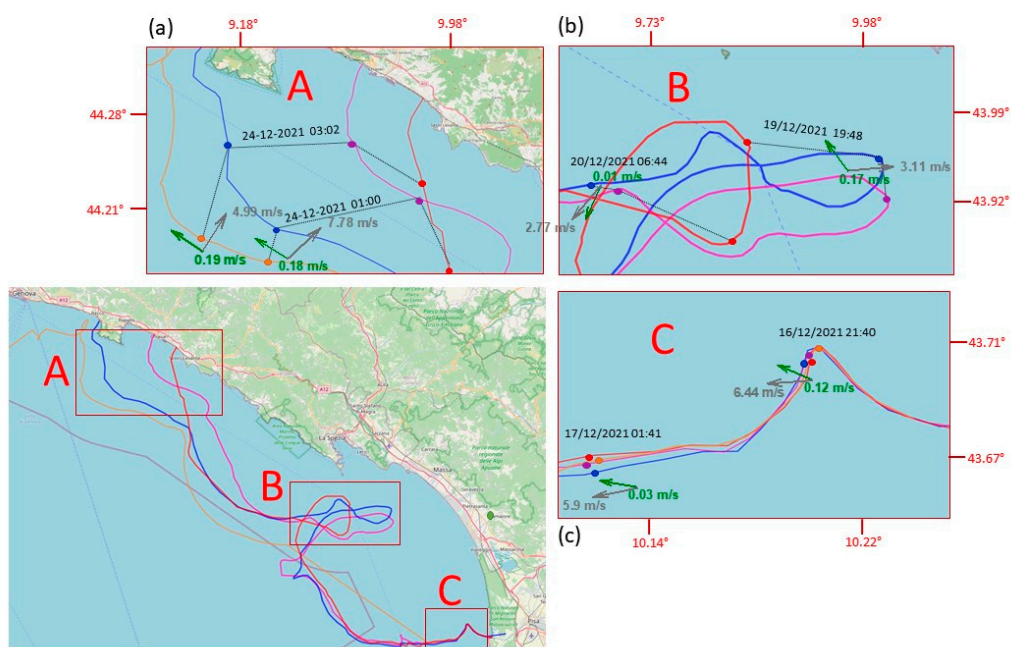 (a)
9.18°
9.98°
A
24-12-2021 03:02
44.28°
24-12-2021 01:00
44.21°
4.99 m/s
7.78 m/s
0.19 m/s
0.18 m/s
(b)
9.73°
9.98°
B
43.99°
19/12/2021 19:48
20/12/2021 06:44
0.01 m/s
3.11 m/s
0.17 m/s
43.92°
2.77 m/s
Genova
A12
A
B
C
A12
La Spezia
Massa
Pisa
C
16/12/2021 21:40
43.71°
6.44 m/s
0.12 m/s
17/12/2021 01:41
43.67°
0.03 m/s
5.9 m/s
(c)
10.14°
10.22°